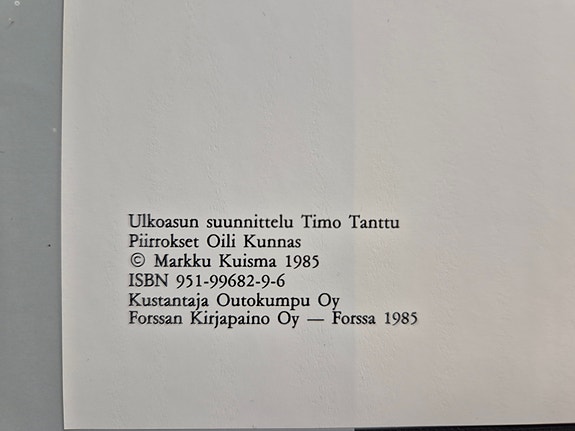 Ulkoasun suunnittelu Timo Tanttu
Piirrokset Oili Kunnas
© Markku Kuisma 1985
ISBN 951-99682-9-6
Kustantaja Outokumpu Oy
Forssan Kirjapaino Oy — Forssa 1985